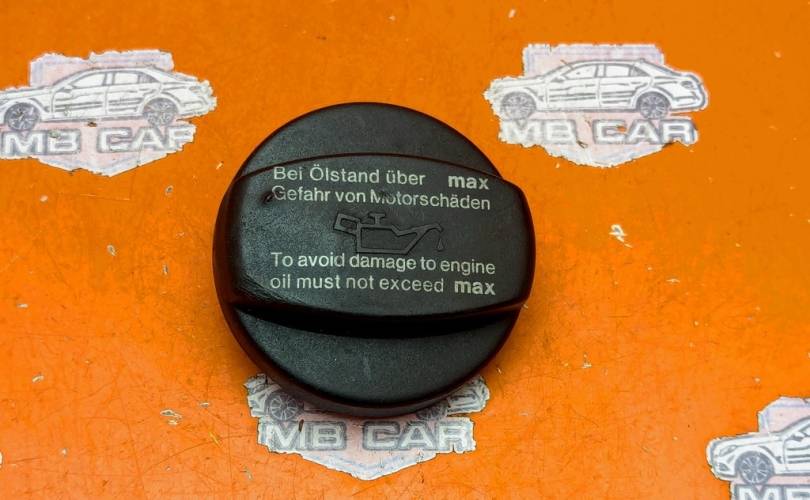 MB CAR
MB CAR
Bei Ölstand über max
Gefahr von Motorschäden
To avoid damage to engine
oil must not exceed max
MB CAR
MB